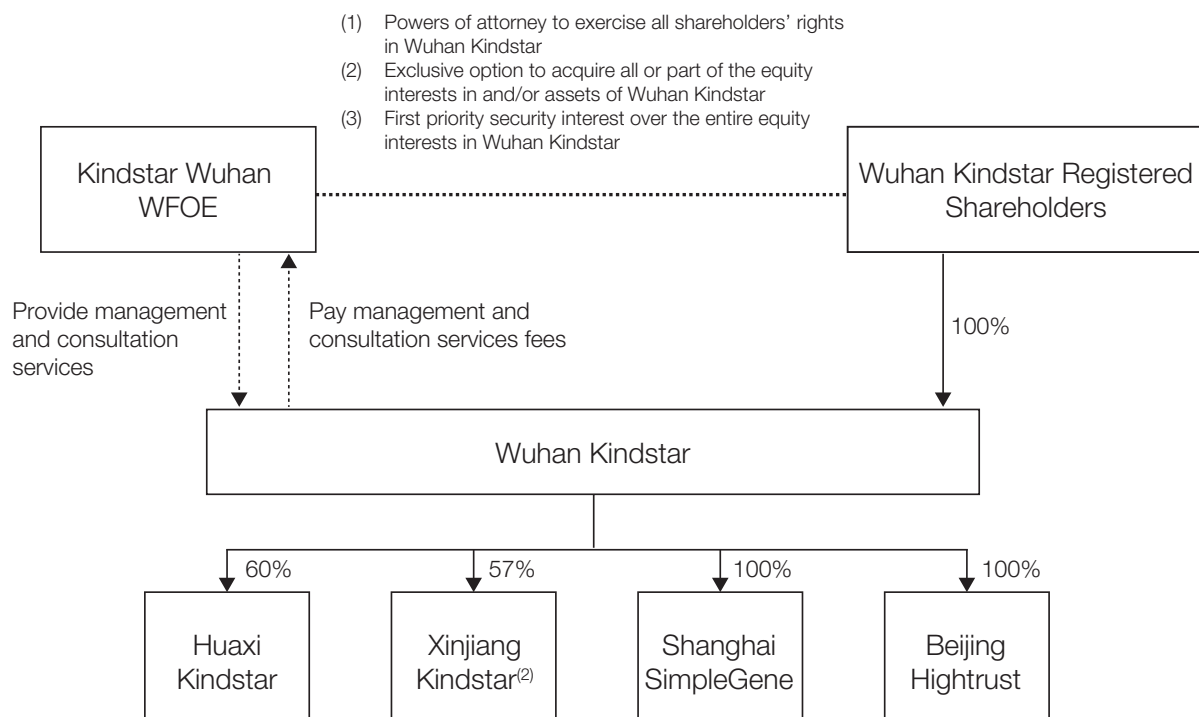 (1) Powers of attorney to exercise all shareholders’ rights
in Wuhan Kindstar
(2) Exclusive option to acquire all or part of the equity
interests in and/or assets of Wuhan Kindstar
(3) First priority security interest over the entire equity
interests in Wuhan Kindstar
Kindstar Wuhan
WFOE
Wuhan Kindstar Registered
Shareholders
Provide management
and consultation
services
Pay management and
consultation services fees
100%
Wuhan Kindstar
60%
57%
100%
100%
Huaxi
Kindstar
Xinjiang
Kindstar(2)
Shanghai
SimpleGene
Beijing
Hightrust